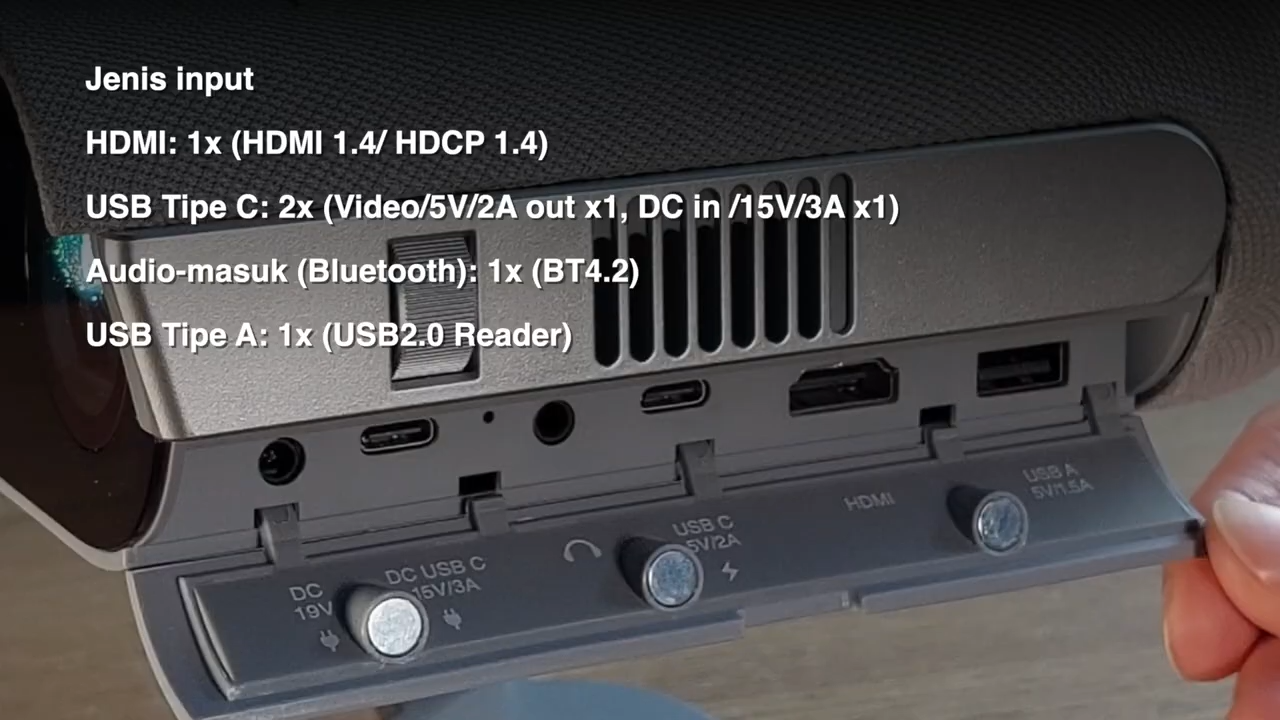 Jenis input
HDMI: 1x (HDMI 1.4/ HDCP 1.4)
USB Tipe C: 2x (Video/5V/2A out x1, DC in /15V/3A x1)
Audio-masuk (Bluetooth): 1x (BT4.2)
USB Tipe A: 1x (USB2.0 Reader)
DC
19V
DC USB C
15V/3A
USB C
5V/2A
HDMI
USB A
5V/1.5A